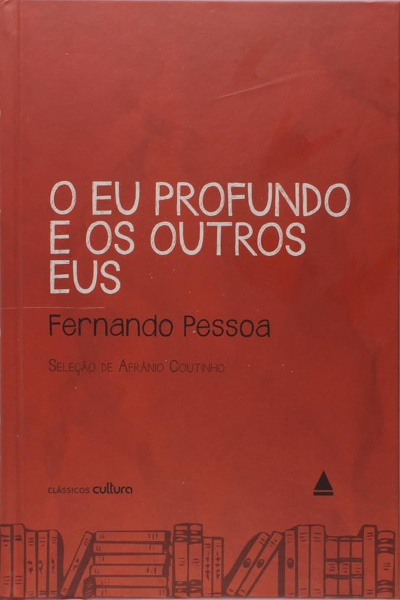 O EU PROFUNDO
E OS OUTROS
EUS
Fernando Pessoa
SELEÇÃO DE AFRÂNIO COUTINHO
CLÁSSICOS cultura